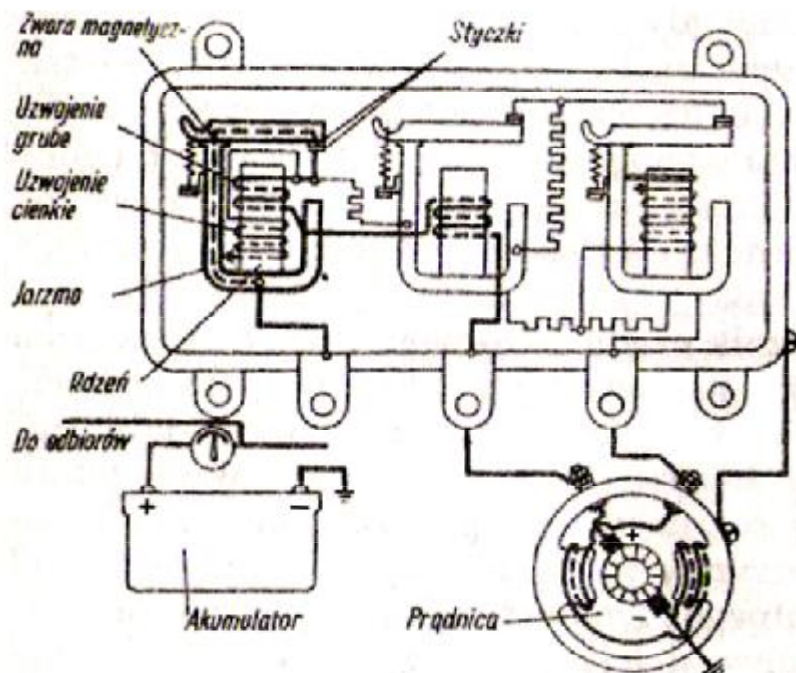 Zwora magnetycz-
na
Styczki
Uzwojenie
grube
Uzwojenie
cienkie
Jarzmo
Rdzeń
Do odbiorów
+
−
Akumulator
+
−
Prądnica